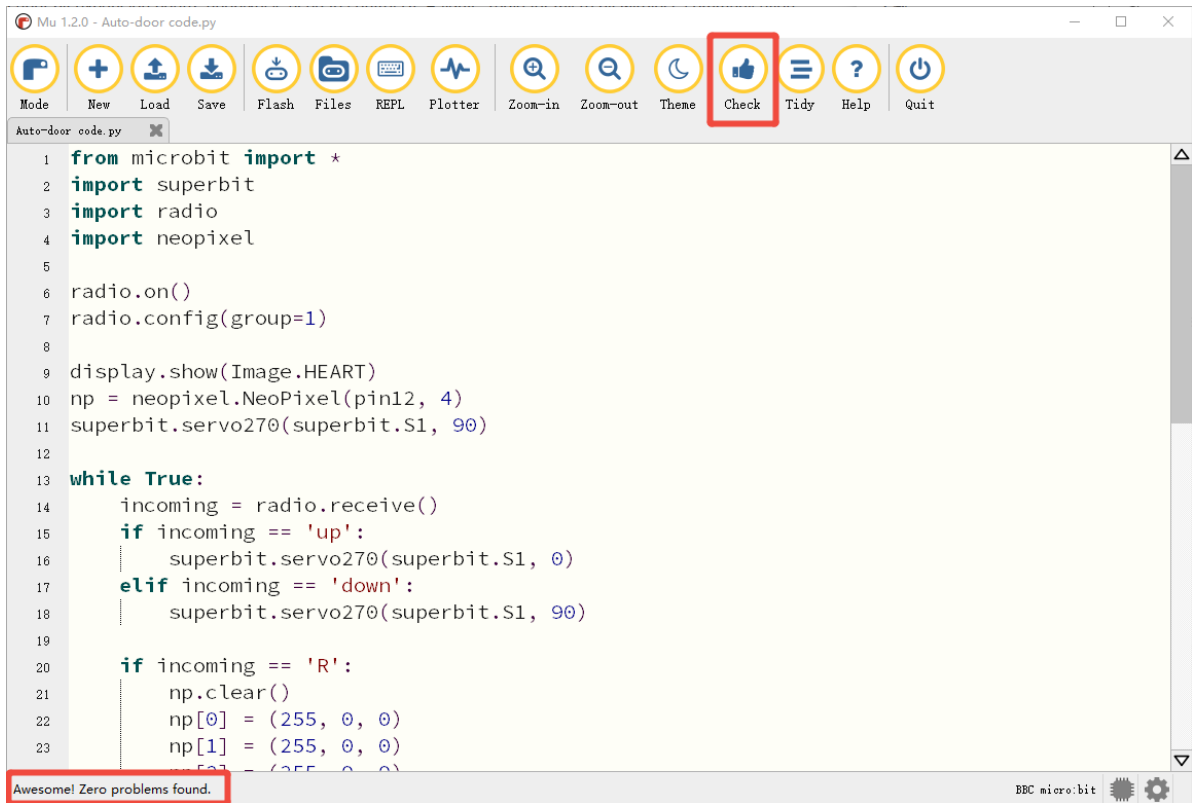 Mu 1.2.0 - Auto-door code.py
Mode New Load Save Flash Files REPL Plotter Zoom-in Zoom-out Theme Check Tidy Help Quit
Auto-door code.py
1 from microbit import *
2 import superbit
3 import radio
4 import neopixel
5
6 radio.on()
7 radio.config(group=1)
8
9 display.show(Image.HEART)
10 np = neopixel.NeoPixel(pin12, 4)
11 superbit.servo270(superbit.S1, 90)
12
13 while True:
14     incoming = radio.receive()
15     if incoming == 'up':
16         superbit.servo270(superbit.S1, 0)
17     elif incoming == 'down':
18         superbit.servo270(superbit.S1, 90)
19
20     if incoming == 'R':
21         np.clear()
22         np[0] = (255, 0, 0)
23         np[1] = (255, 0, 0)
Awesome! Zero problems found. BBC micro:bit